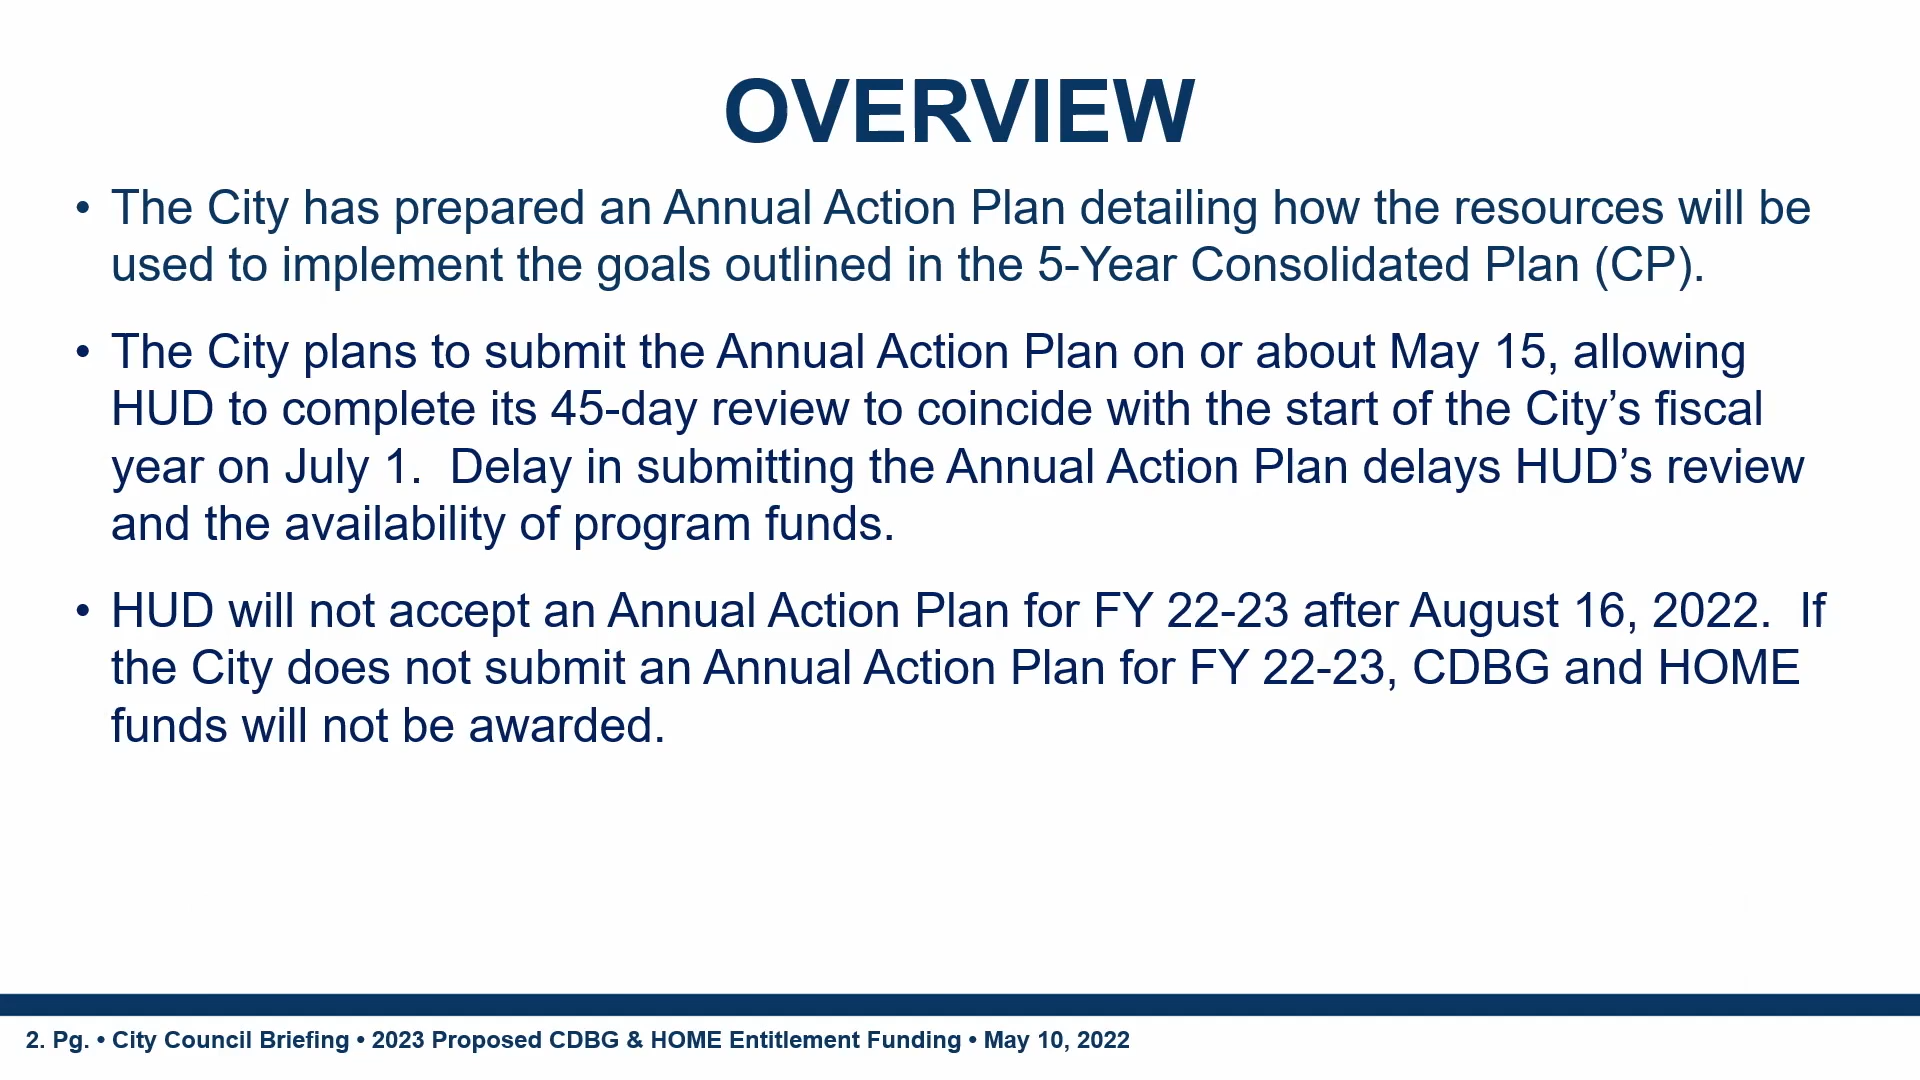 OVERVIEW
• The City has prepared an Annual Action Plan detailing how the resources will be
used to implement the goals outlined in the 5-Year Consolidated Plan (CP).
• The City plans to submit the Annual Action Plan on or about May 15, allowing
HUD to complete its 45-day review to coincide with the start of the City’s fiscal
year on July 1.  Delay in submitting the Annual Action Plan delays HUD’s review
and the availability of program funds.
• HUD will not accept an Annual Action Plan for FY 22-23 after August 16, 2022.  If
the City does not submit an Annual Action Plan for FY 22-23, CDBG and HOME
funds will not be awarded.
2. Pg. • City Council Briefing • 2023 Proposed CDBG & HOME Entitlement Funding • May 10, 2022